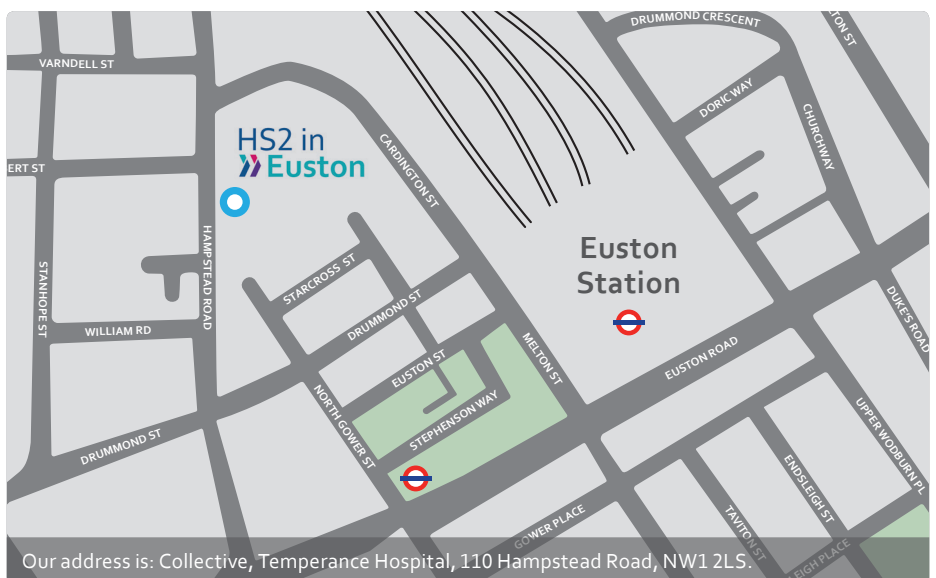 DRUMMOND CRESCENT
TON ST
VARNDELL ST
DORIC WAY
CHURCHWAY
HS2 in
Euston
CARDINGTON ST
ERT ST
HAMPSTEAD ROAD
STANHOPE ST
STARCROSS ST
Euston
Station
DRUMMOND ST
WILLIAM RD
DUKE'S ROAD
MELTON ST
EUSTON ROAD
EUSTON ST
NORTH GOWER ST
STEPHENSON WAY
UPPER WODBURN PL
DRUMMOND ST
ENDSLEIGH ST
TAVITON ST
GOWER PLACE
EIGH PLACE
Our address is: Collective, Temperance Hospital, 110 Hampstead Road, NW1 2LS.